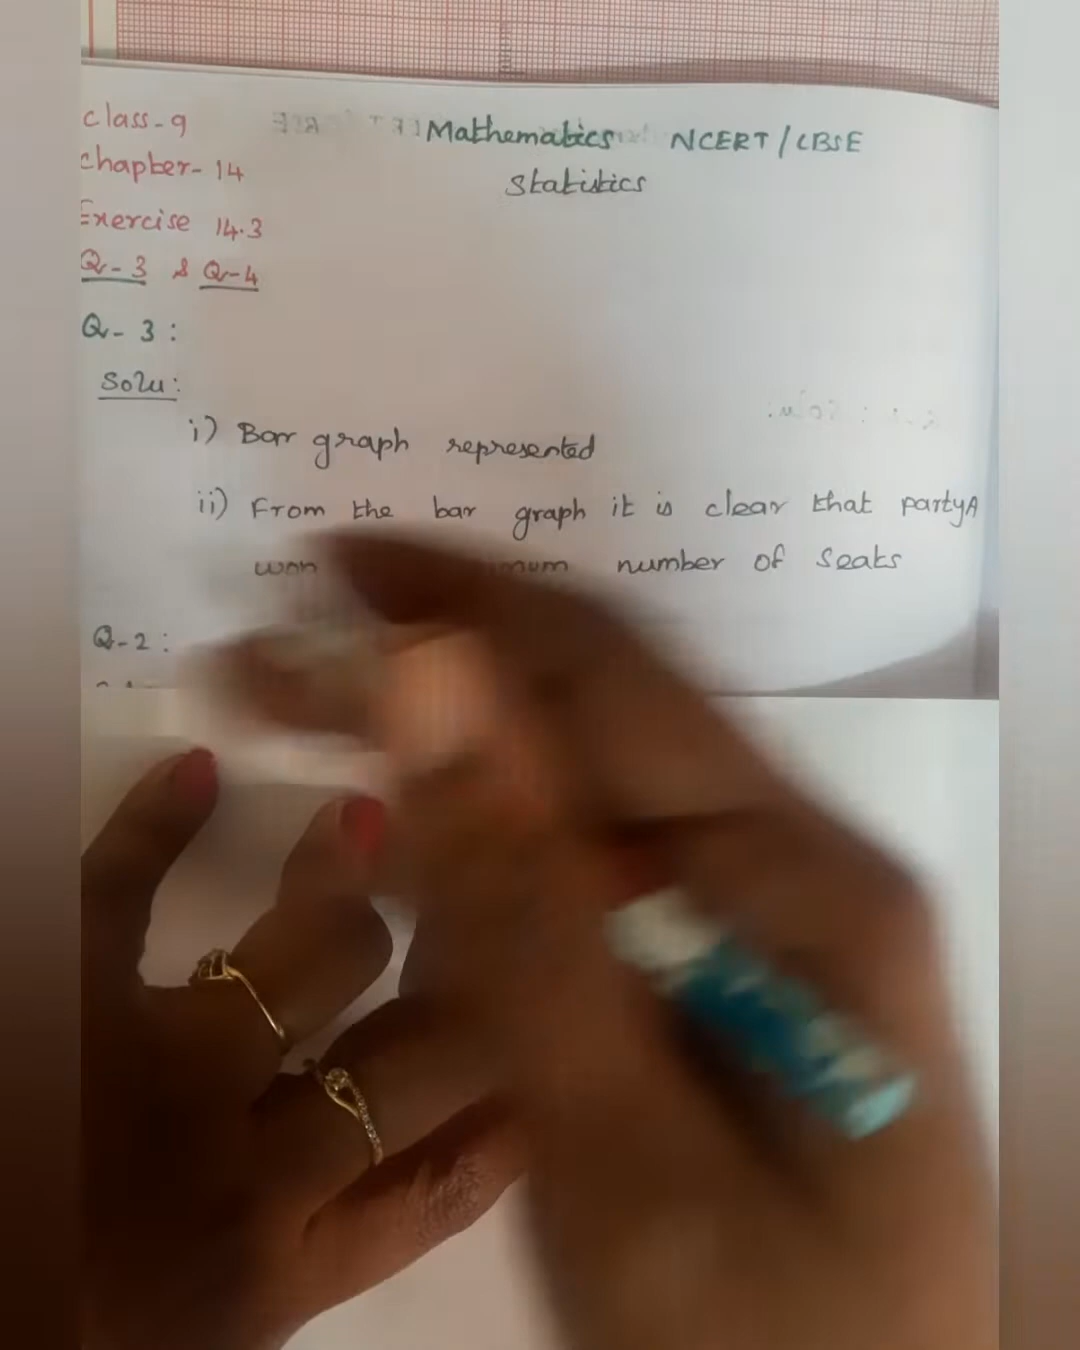 class-9
Mathematics NCERT/CBSE
chapter-14
Statistics
Exercise 14.3
Q-3 & Q-4
Q-3:
Solu:
i) Bar graph represented
ii) From the bar graph it is clear that partyA
won number of seats
Q-2: